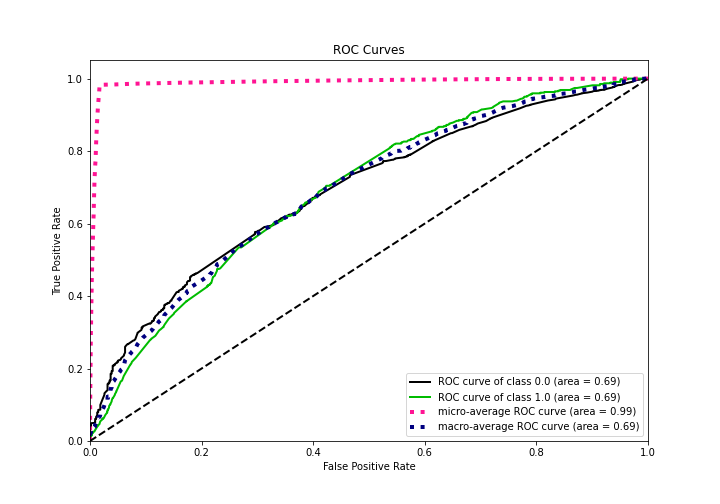 ROC Curves
True Positive Rate
1.0
0.8
0.6
0.4
0.2
0.0
0.0 0.2 0.4 0.6 0.8 1.0
False Positive Rate
ROC curve of class 0.0 (area = 0.69)
ROC curve of class 1.0 (area = 0.69)
micro-average ROC curve (area = 0.99)
macro-average ROC curve (area = 0.69)